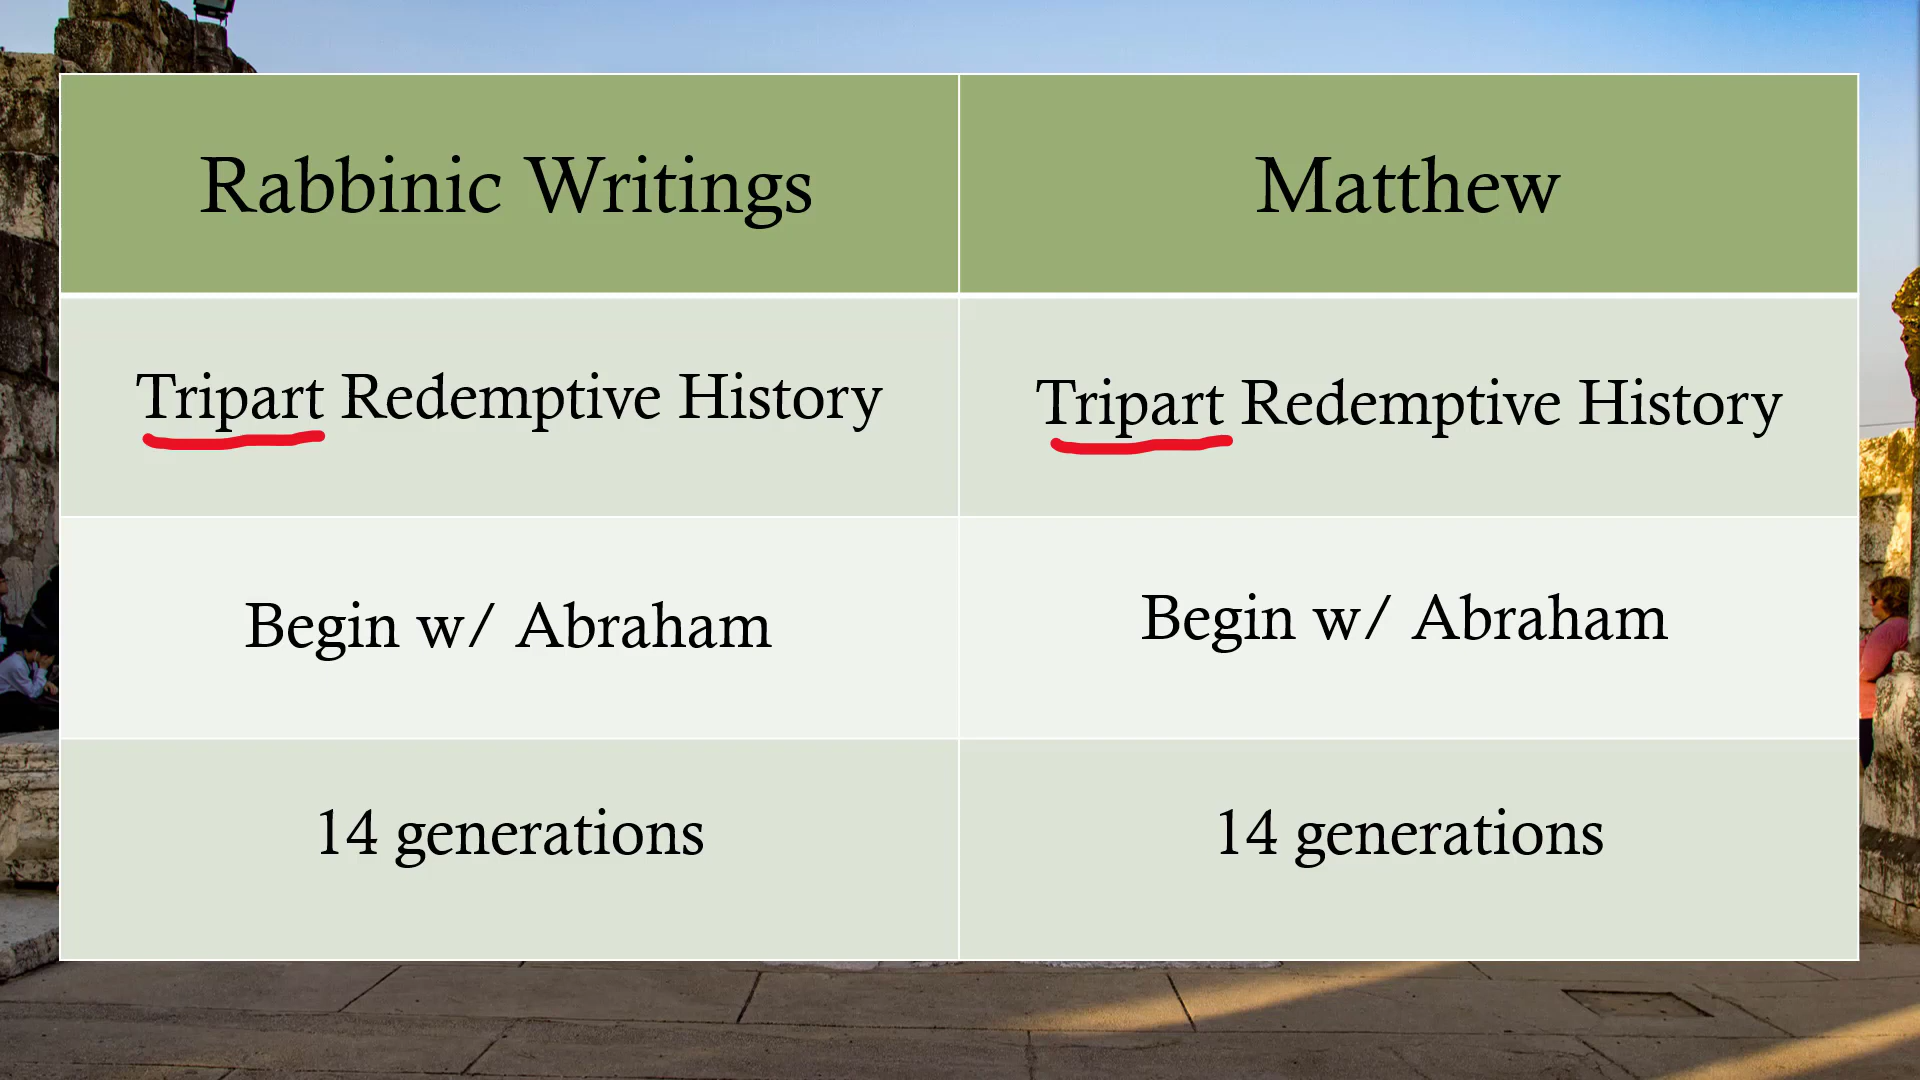 Rabbinic Writings
Matthew
Tripart Redemptive History
Tripart Redemptive History
Begin w/ Abraham
Begin w/ Abraham
14 generations
14 generations